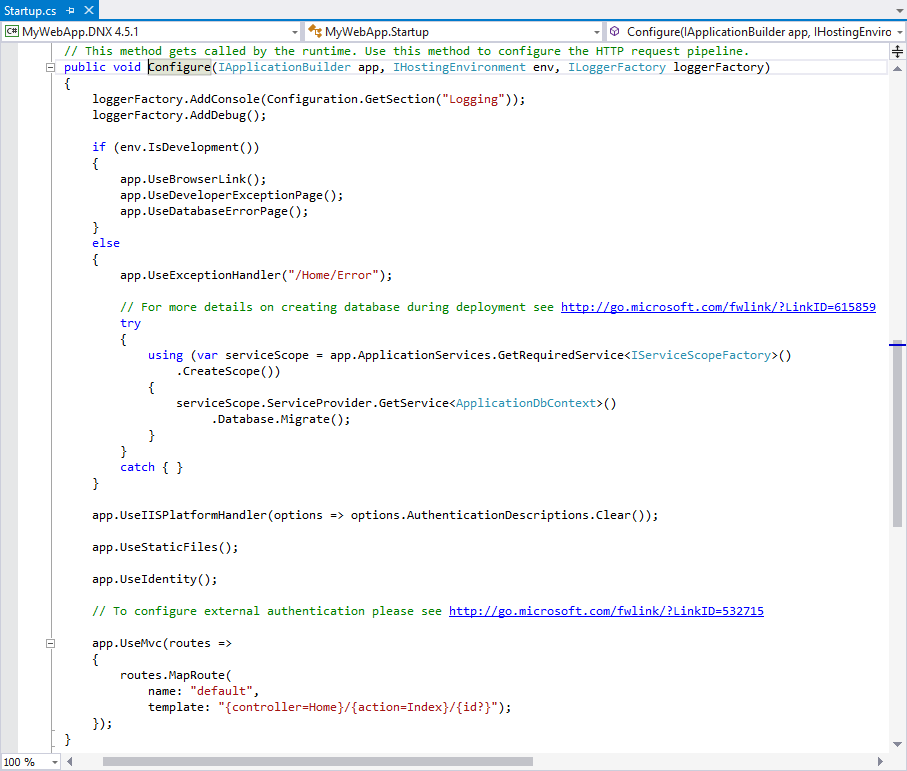 Startup.cs
MyWebApp.DNX 4.5.1 MyWebApp.Startup Configure(IApplicationBuilder app, IHostingEnviro
// This method gets called by the runtime. Use this method to configure the HTTP request pipeline.
public void Configure(IApplicationBuilder app, IHostingEnvironment env, ILoggerFactory loggerFactory)
{
loggerFactory.AddConsole(Configuration.GetSection("Logging"));
loggerFactory.AddDebug();
if (env.IsDevelopment())
{
app.UseBrowserLink();
app.UseDeveloperExceptionPage();
app.UseDatabaseErrorPage();
}
else
{
app.UseExceptionHandler("/Home/Error");
// For more details on creating database during deployment see http://go.microsoft.com/fwlink/?LinkID=615859
try
{
using (var serviceScope = app.ApplicationServices.GetRequiredService<IServiceScopeFactory>()
.CreateScope())
{
serviceScope.ServiceProvider.GetService<ApplicationDbContext>()
.Database.Migrate();
}
}
catch { }
}
app.UseIISPlatformHandler(options => options.AuthenticationDescriptions.Clear());
app.UseStaticFiles();
app.UseIdentity();
// To configure external authentication please see http://go.microsoft.com/fwlink/?LinkID=532715
app.UseMvc(routes =>
{
routes.MapRoute(
name: "default",
template: "{controller=Home}/{action=Index}/{id?}");
});
}
100 %